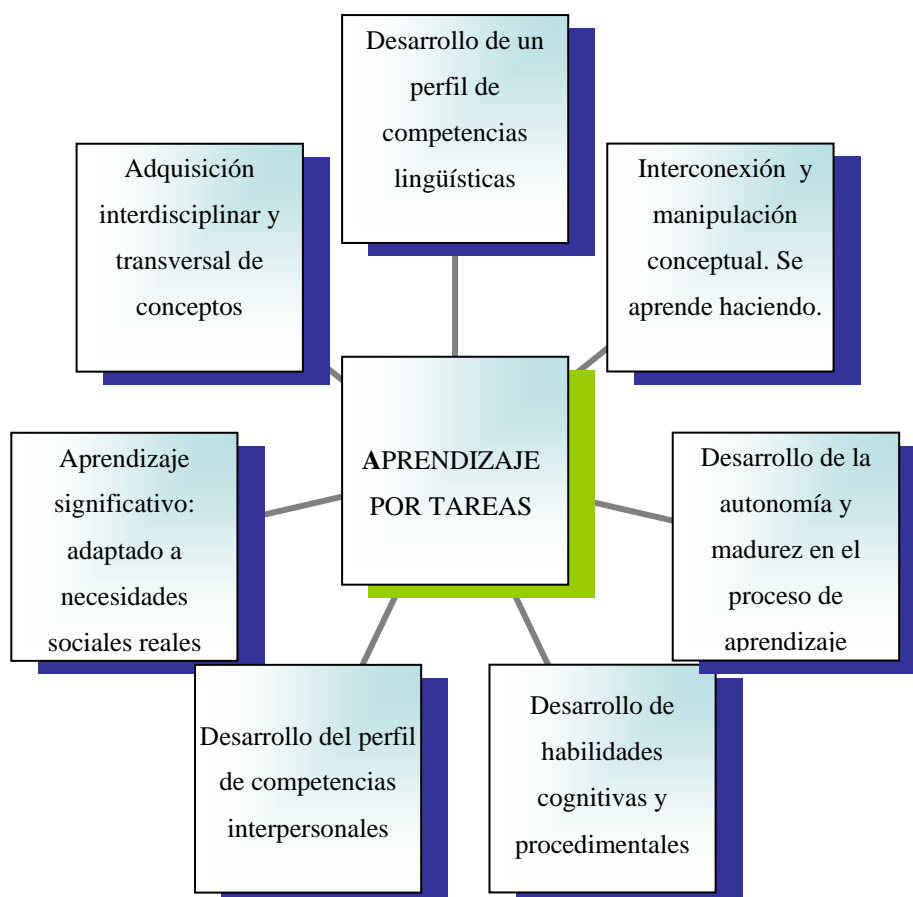 Desarrollo de un
perfil de
competencias
lingüísticas
Adquisición
interdisciplinar y
transversal de
conceptos
Interconexión y
manipulación
conceptual. Se
aprende haciendo.
APRENDIZAJE
POR TAREAS
Aprendizaje
significativo:
adaptado a
necesidades
sociales reales
Desarrollo de la
autonomía y
madurez en el
proceso de
aprendizaje
Desarrollo del perfil
de competencias
interpersonales
Desarrollo de
habilidades
cognitivas y
procedimentales